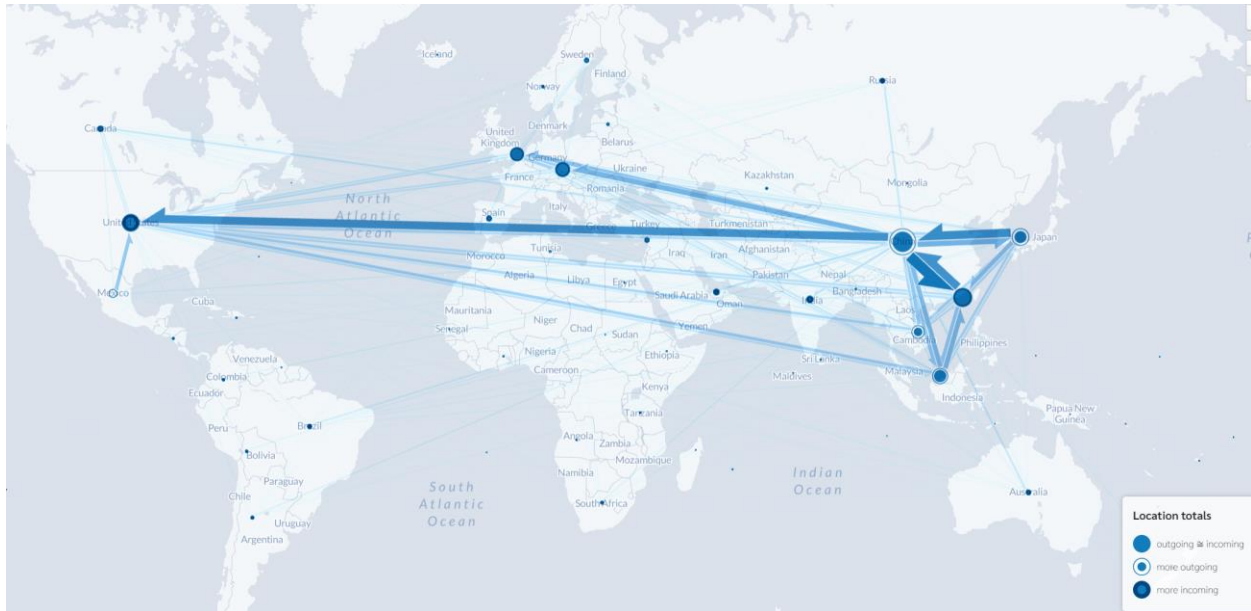 Iceland
Sweden
Finland
Norway
Russia
Canada
United
Kingdom
Denmark
Belarus
Germany
Ukraine
France
Kazakhstan
Mongolia
Romania
North
Atlantic
Ocean
Italy
Spain
Greece
Turkey
Turkmenistan
United States
Japan
Tunisia
Morocco
Iraq
Iran
Afghanistan
Algeria
Libya
Egypt
Pakistan
Nepal
Mexico
Cuba
Saudi Arabia
Oman
India
Bangladesh
Mauritania
Niger
Chad
Sudan
Yemen
Senegal
Cambodia
Philippines
Nigeria
Ethiopia
Sri Lanka
Venezuela
Cameroon
Maldives
Malaysia
Colombia
Ecuador
Kenya
Indonesia
Papua New
Guinea
Peru
Brazil
Tanzania
Angola
Zambia
Bolivia
Mozambique
Namibia
Paraguay
Indian
Ocean
South
Atlantic
Ocean
Chile
South Africa
Australia
Uruguay
Argentina
Location totals
outgoing ≅ incoming
more outgoing
more incoming